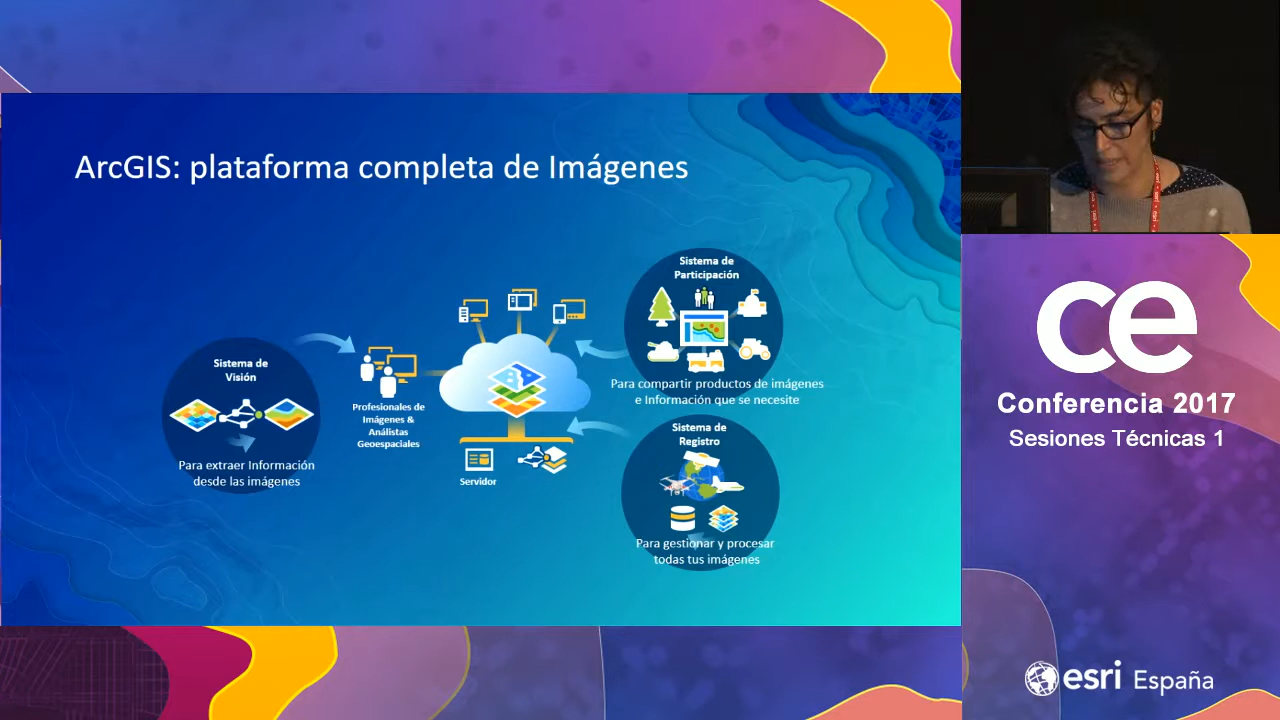 ArcGIS: plataforma completa de Imágenes
Sistema de
Visión
Para extraer Información
desde las imágenes
Profesionales de
Imágenes &
Análistas
Geoespaciales
Servidor
Sistema de
Participación
Para compartir productos de imágenes
e Información que se necesite
Sistema de
Registro
Para gestionar y procesar
todas tus imágenes
ce
Conferencia 2017
Sesiones Técnicas 1
esri España